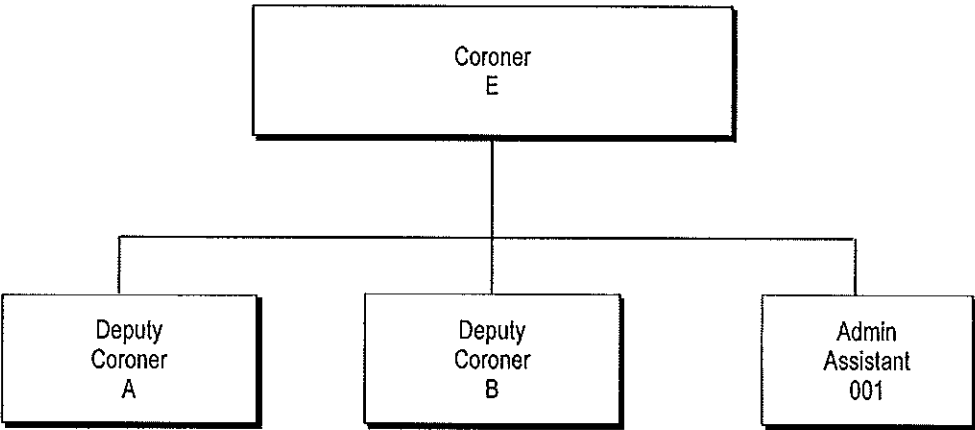 Coroner
E
Deputy
Coroner
A
Deputy
Coroner
B
Admin
Assistant
001